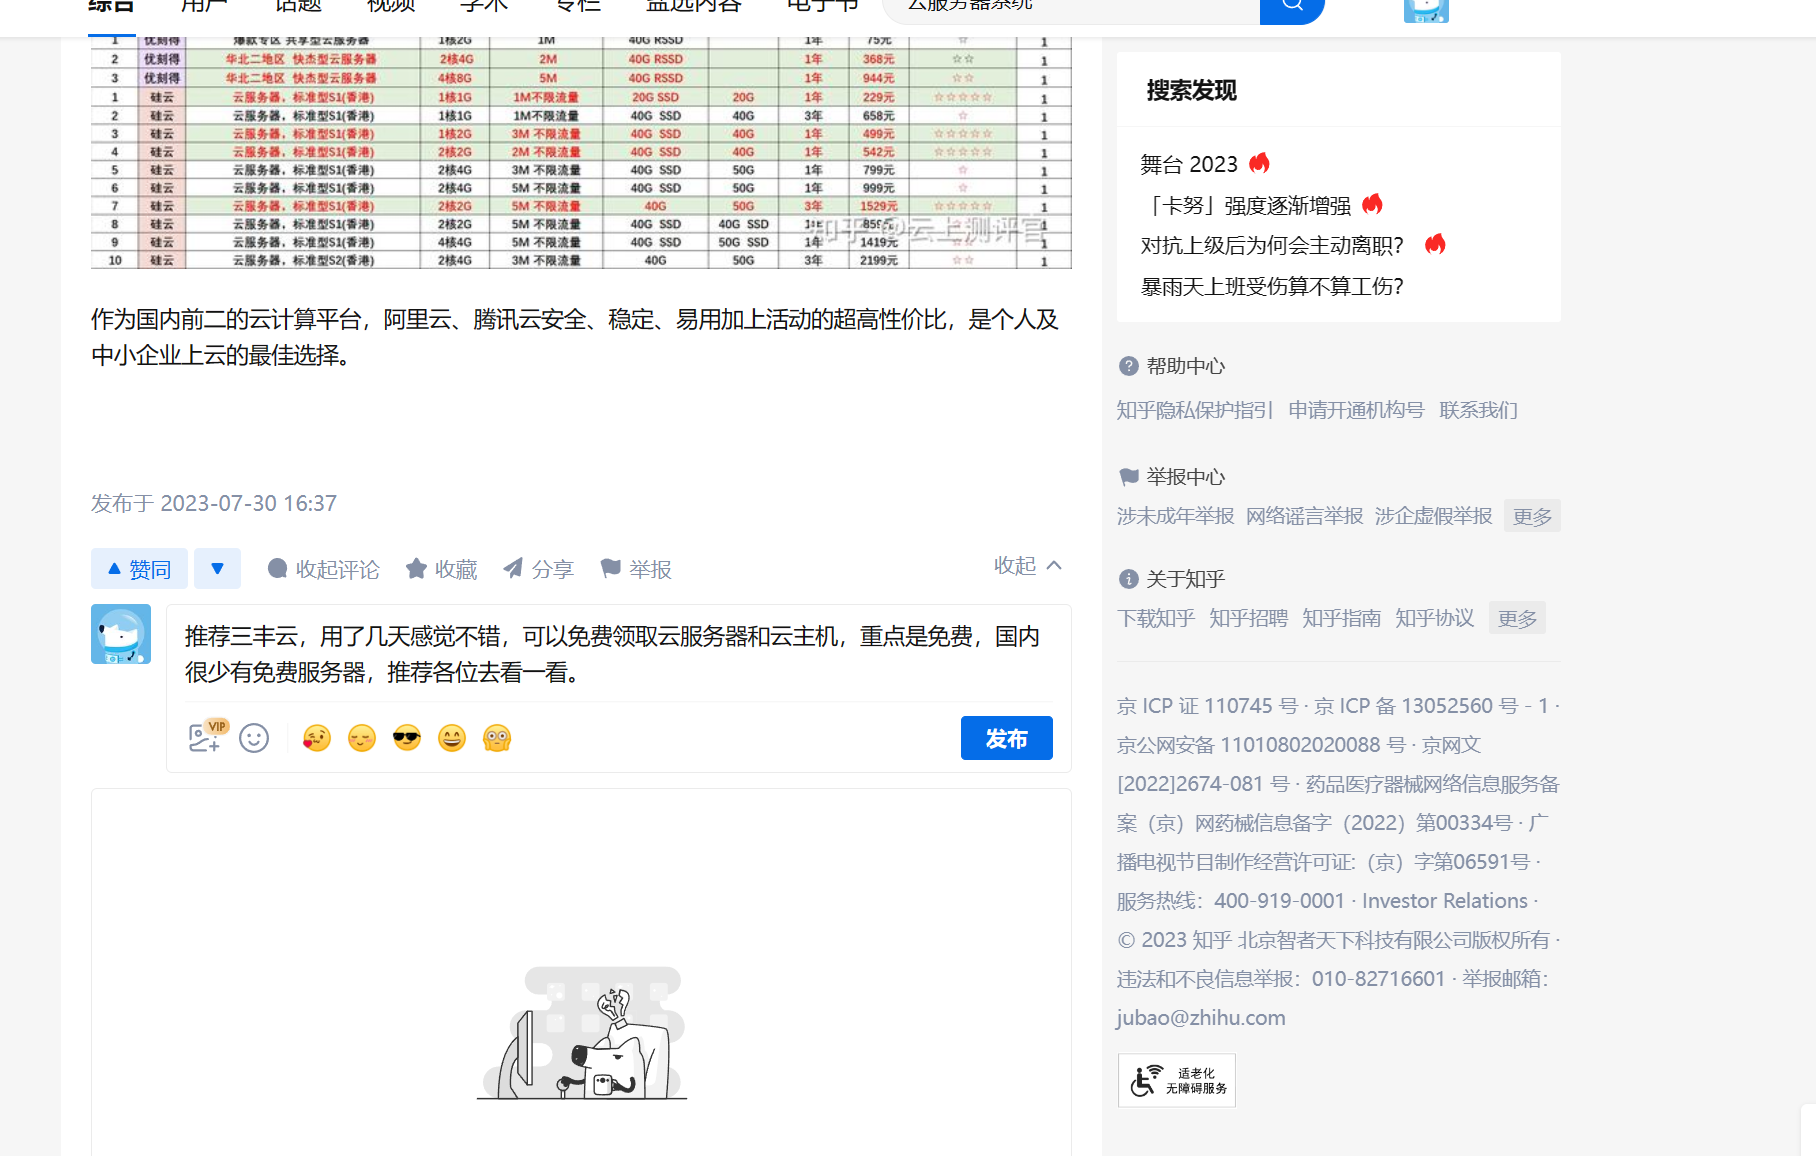 综合 用户 话题 视频 学术 专栏 盐选内容 电子书 云服务器系统
1 优刻得 爆款专区 共享型云服务器 1核2G 1M 40G RSSD 1年 75元 ☆ 1
2 优刻得 华北二地区 快杰型云服务器 2核4G 2M 40G RSSD 1年 368元 ☆☆ 1
3 优刻得 华北二地区 快杰型云服务器 4核8G 5M 40G RSSD 1年 944元 ☆☆ 1
1 硅云 云服务器，标准型S1(香港) 1核1G 1M不限流量 20G SSD 20G 1年 229元 ☆☆☆☆☆ 1
2 硅云 云服务器，标准型S1(香港) 1核1G 1M不限流量 40G SSD 40G 3年 658元 ☆ 1
3 硅云 云服务器，标准型S1(香港) 1核2G 3M 不限流量 40G SSD 40G 1年 499元 ☆☆☆☆☆ 1
4 硅云 云服务器，标准型S1(香港) 2核2G 2M 不限流量 40G SSD 40G 1年 542元 ☆☆☆☆☆ 1
5 硅云 云服务器，标准型S1(香港) 2核4G 3M 不限流量 40G SSD 50G 1年 799元 ☆ 1
6 硅云 云服务器，标准型S1(香港) 2核4G 5M 不限流量 40G SSD 50G 1年 999元 ☆ 1
7 硅云 云服务器，标准型S1(香港) 2核2G 5M 不限流量 40G 50G 3年 1529元 ☆☆☆☆☆ 1
8 硅云 云服务器，标准型S1(香港) 2核2G 5M 不限流量 40G SSD 40G SSD 1年 859元 1
知乎 @云上测评官
9 硅云 云服务器，标准型S1(香港) 4核4G 5M 不限流量 40G SSD 50G SSD 1年 1419元 ☆☆ 1
10 硅云 云服务器，标准型S2(香港) 2核4G 3M 不限流量 40G 50G 3年 2199元 ☆☆ 1
作为国内前二的云计算平台，阿里云、腾讯云安全、稳定、易用加上活动的超高性价比，是个人及
中小企业上云的最佳选择。
发布于 2023-07-30 16:37
赞同 收起评论 收藏 分享 举报 收起
推荐三丰云，用了几天感觉不错，可以免费领取云服务器和云主机，重点是免费，国内
很少有免费服务器，推荐各位去看一看。
VIP
发布
搜索发现
舞台 2023
「卡努」强度逐渐增强
对抗上级后为何会主动离职？
暴雨天上班受伤算不算工伤？
帮助中心
知乎隐私保护指引 申请开通机构号 联系我们
举报中心
涉未成年举报 网络谣言举报 涉企虚假举报 更多
关于知乎
下载知乎 知乎招聘 知乎指南 知乎协议 更多
京 ICP 证 110745 号 · 京 ICP 备 13052560 号 - 1 ·
京公网安备 11010802020088 号 · 京网文
[2022]2674-081 号 · 药品医疗器械网络信息服务备
案（京）网药械信息备字（2022）第00334号 · 广
播电视节目制作经营许可证:（京）字第06591号 ·
服务热线：400-919-0001 · Investor Relations ·
© 2023 知乎 北京智者天下科技有限公司版权所有 ·
违法和不良信息举报：010-82716601 · 举报邮箱：
jubao@zhihu.com
适老化
无障碍服务